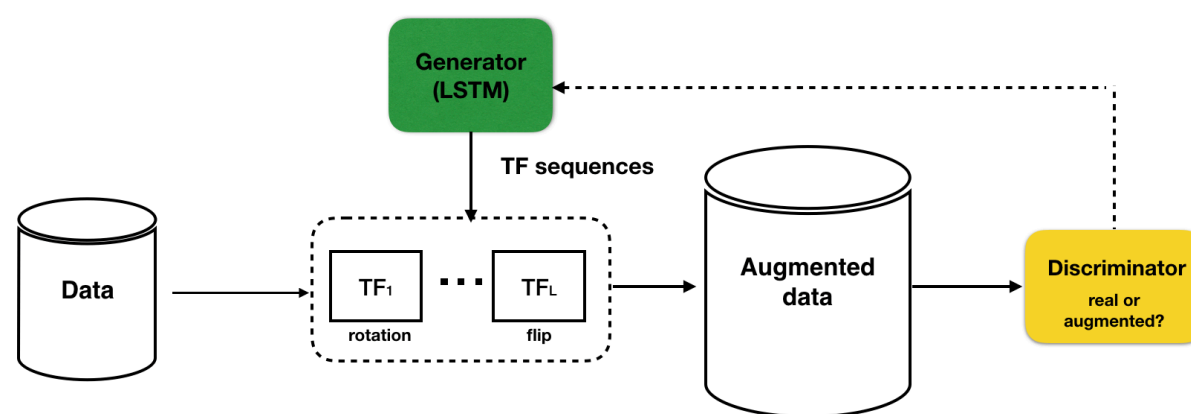 Generator
(LSTM)
TF sequences
Data
TF₁
...
TFL
rotation
flip
Augmented
data
Discriminator
real or
augmented?